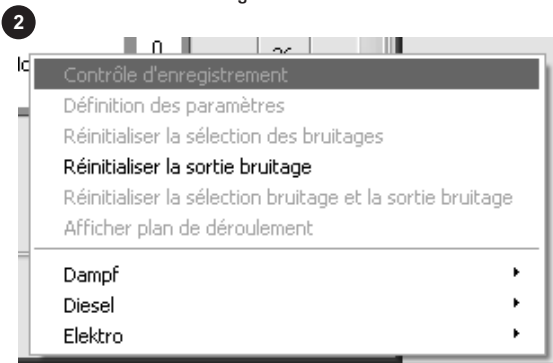 2
0
Contrôle d'enregistrement
Définition des paramètres
Réinitialiser la sélection des bruitages
Réinitialiser la sortie bruitage
Réinitialiser la sélection bruitage et la sortie bruitage
Afficher plan de déroulement
Dampf
Diesel
Elektro